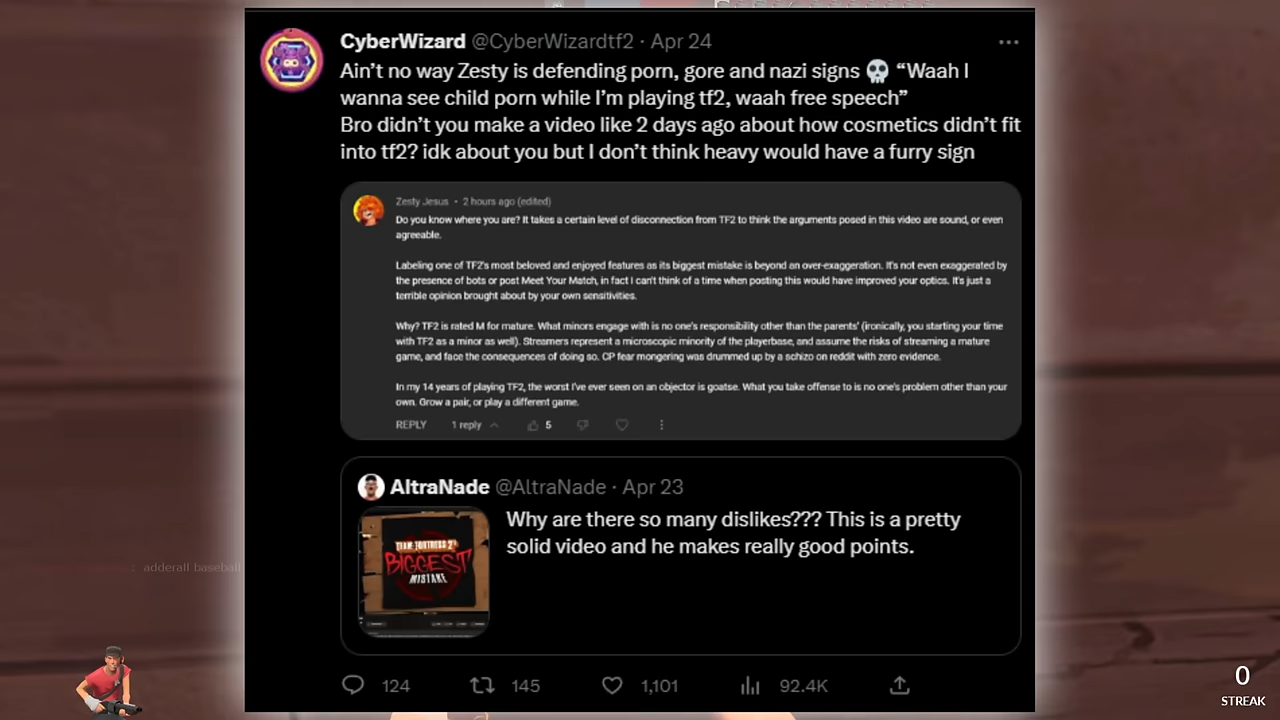 CyberWizard @CyberWizardtf2 · Apr 24
Ain't no way Zesty is defending porn, gore and nazi signs 💀 “Waah I
wanna see child porn while I'm playing tf2, waah free speech”
Bro didn't you make a video like 2 days ago about how cosmetics didn't fit
into tf2? idk about you but I don't think heavy would have a furry sign
Zesty Jesus • 2 hours ago (edited)
Do you know where you are? It takes a certain level of disconnection from TF2 to think the arguments posed in this video are sound, or even
agreeable.
Labeling one of TF2's most beloved and enjoyed features as its biggest mistake is beyond an over-exaggeration. It's not even exaggerated by
the presence of bots or post Meet Your Match, in fact I can't think of a time when posting this would have improved your optics. It's just a
terrible opinion brought about by your own sensitivities.
Why? TF2 is rated M for mature. What minors engage with is no one's responsibility other than the parents' (ironically, you starting your time
with TF2 as a minor as well). Streamers represent a microscopic minority of the playerbase, and assume the risks of streaming a mature
game, and face the consequences of doing so. CP fear mongering was drummed up by a schizo on reddit with zero evidence.
In my 14 years of playing TF2, the worst I've ever seen on an objector is goatse. What you take offense to is no one's problem other than your
own. Grow a pair, or play a different game.
REPLY 1 reply 5
AltraNade @AltraNade · Apr 23
Why are there so many dislikes??? This is a pretty
solid video and he makes really good points.
TEAM FORTRESS 2'S
BIGGEST
MISTAKE
: adderall baseball
124 145 1,101 92.4K
0
STREAK